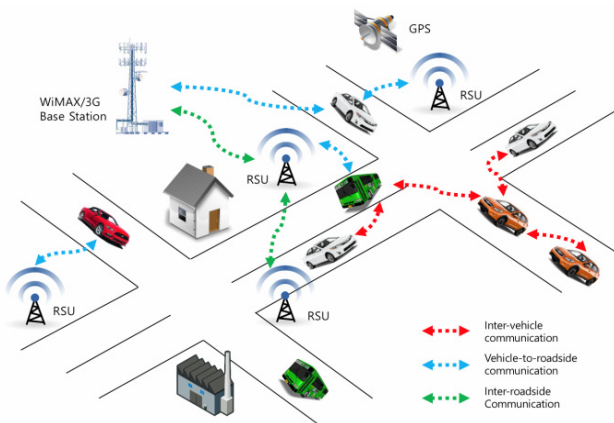 GPS
WiMAX/3G
Base Station
RSU
RSU
RSU
RSU
Inter-vehicle
communication
Vehicle-to-roadside
communication
Inter-roadside
Communication